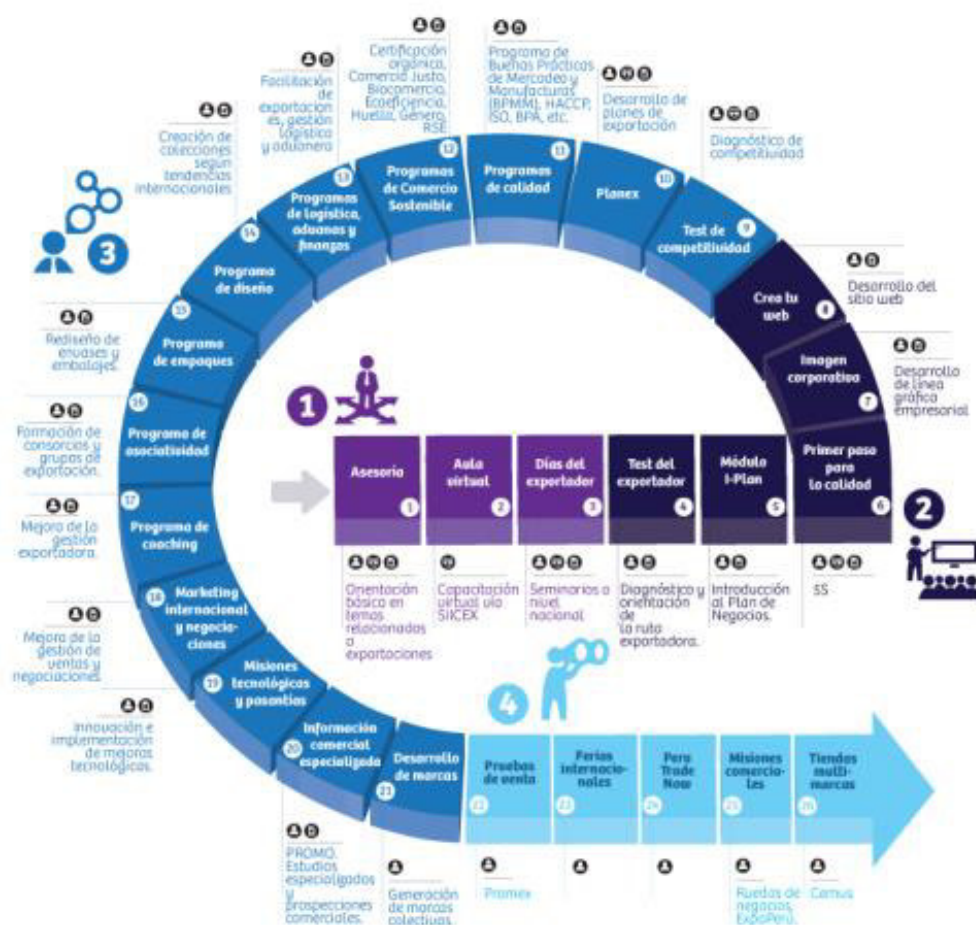 1
Asesoría
1
Orientación
básica en
temas
relacionados
a
exportaciones
Aula
virtual
2
Capacitación
virtual vía
SIICEX
Días del
exportador
3
Seminarios a
nivel
nacional
Test del
exportador
4
Diagnóstico y
orientación
de
la ruta
exportadora.
Módulo
I-Plan
5
Introducción
al Plan de
Negocios.
2
Primer paso
para
la calidad
6
5S
Imagen
corporativa
7
Desarrollo
de línea
gráfica
empresarial
Crea tu
web
8
Desarrollo del
sitio web
3
Test de
competitividad
9
Diagnóstico de
competitividad
Planex
10
Desarrollo de
planes de
exportación
Programas
de calidad
11
Programa de
Buenas Prácticas
de Mercadeo y
Manufacturas
(BPMM), HACCP,
ISO, BPA, etc.
Programas
de Comercio
Sostenible
12
Certificación
orgánica,
Comercio Justo,
Biocomercio,
Ecoeficiencia,
Huella, Género,
RSE
Programas
de logística,
aduanas y
finanzas
13
Facilitación
de
exportacion
es, gestión
logística
y aduanera
Programa
de diseño
14
Creación de
colecciones
según
tendencias
internacionales
Programa
de empaques
15
Rediseño de
envases y
embalajes.
Programa de
asociatividad
16
Formación de
consorcios y
grupos de
exportación.
Programa de
coaching
17
Mejora de la
gestión
exportadora.
Marketing
internacional
y negocia-
ciones
18
Mejora de la
gestión de
ventas y
negociaciones
Misiones
tecnológicas
y pasantías
19
Innovación e
implementación
de mejoras
tecnológicas.
Información
comercial
especializada
20
PROMO.
Estudios
especializados
y
prospecciones
comerciales.
Desarrollo
de marcas
21
Generación
de marcas
colectivas.
4
Pruebas
de venta
22
Promex
Ferias
internacio-
nales
23
Peru
Trade
Now
24
Misiones
comercia-
les
25
Ruedas de
negocios,
ExpoPerú.
Tiendas
multi-
marcas
26
Camus